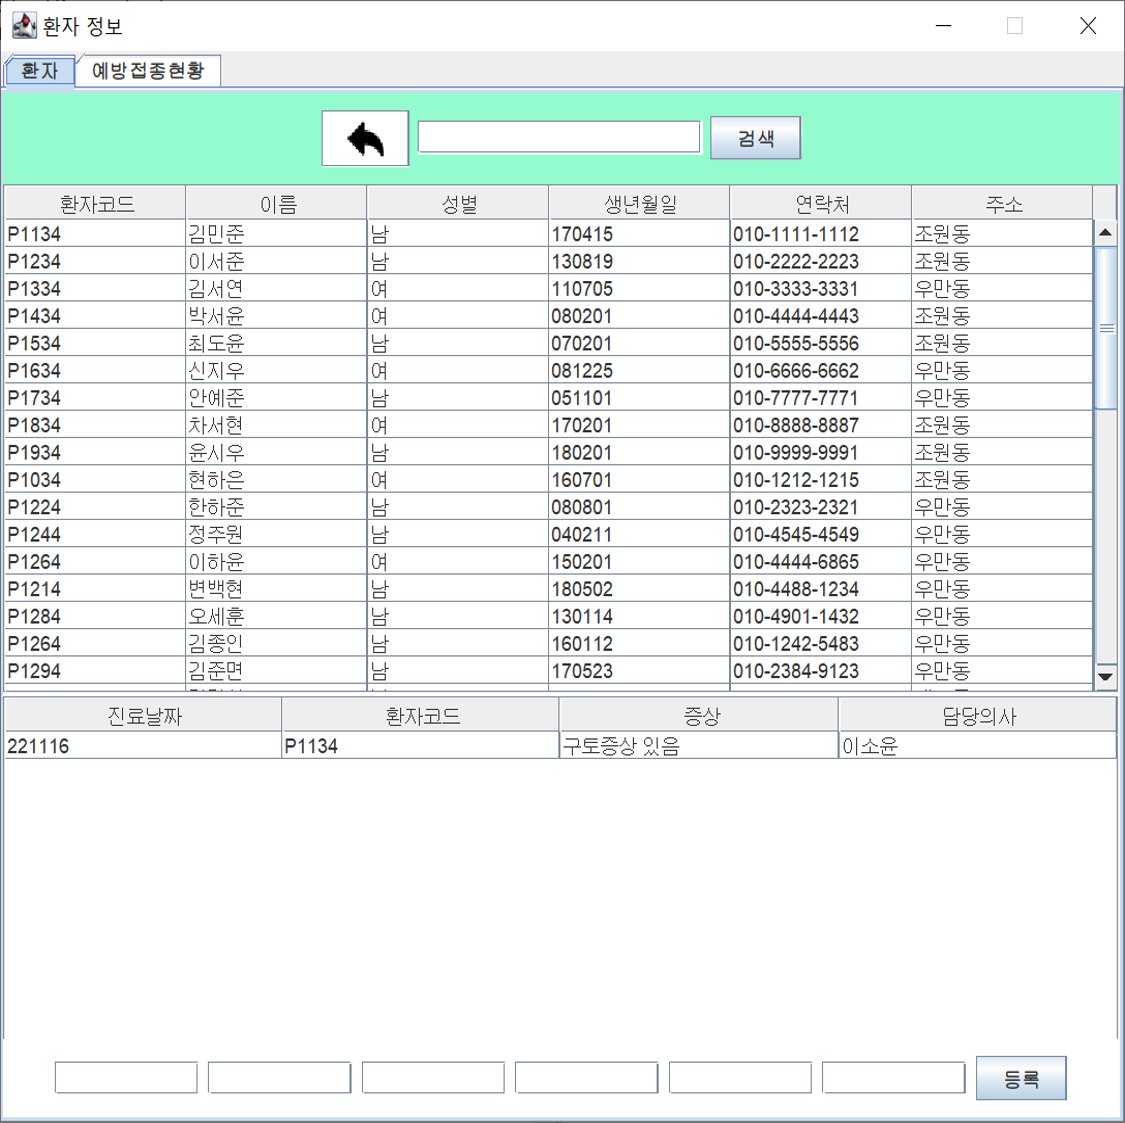 환자 정보
환자 예방접종현황
검색
환자코드 이름 성별 생년월일 연락처 주소
P1134 김민준 남 170415 010-1111-1112 조원동
P1234 이서준 남 130819 010-2222-2223 조원동
P1334 김서연 여 110705 010-3333-3331 우만동
P1434 박서윤 여 080201 010-4444-4443 조원동
P1534 최도윤 남 070201 010-5555-5556 조원동
P1634 신지우 여 081225 010-6666-6662 우만동
P1734 안예준 남 051101 010-7777-7771 우만동
P1834 차서현 여 170201 010-8888-8887 조원동
P1934 윤시우 남 180201 010-9999-9991 조원동
P1034 현하은 여 160701 010-1212-1215 조원동
P1224 한하준 남 080801 010-2323-2321 우만동
P1244 정주원 남 040211 010-4545-4549 우만동
P1264 이하윤 여 150201 010-4444-6865 우만동
P1214 변백현 남 180502 010-4488-1234 우만동
P1284 오세훈 남 130114 010-4901-1432 우만동
P1264 김종인 남 160112 010-1242-5483 우만동
P1294 김준면 남 170523 010-2384-9123 우만동
진료날짜 환자코드 증상 담당의사
221116 P1134 구토증상 있음 이소윤
등록